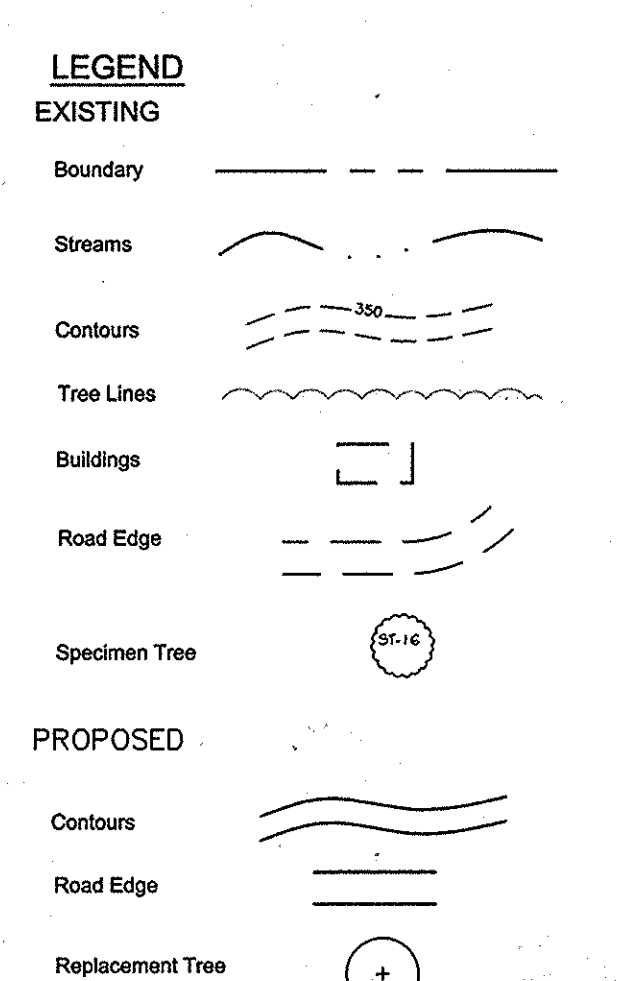 LEGEND
EXISTING
Boundary
Streams
Contours
350
Tree Lines
Buildings
Road Edge
Specimen Tree
ST-16
PROPOSED
Contours
Road Edge
Replacement Tree